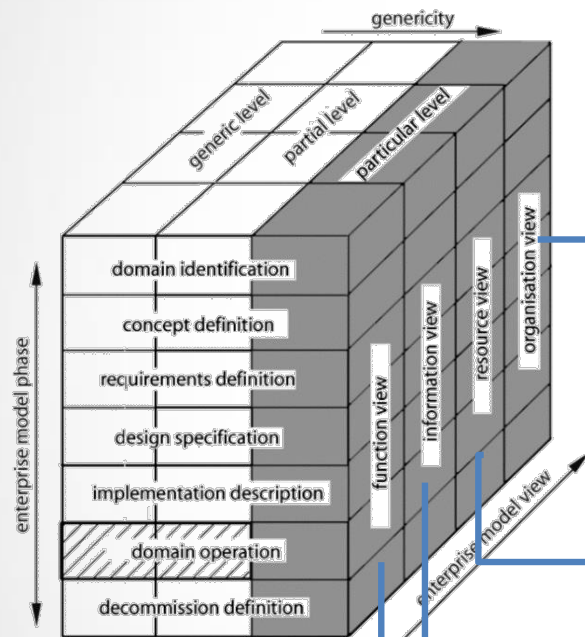 genericity
generic level
partial level
particular level
enterprise model phase
domain identification
concept definition
requirements definition
design specification
implementation description
domain operation
decommission definition
function view
information view
resource view
organisation view
enterprise model view